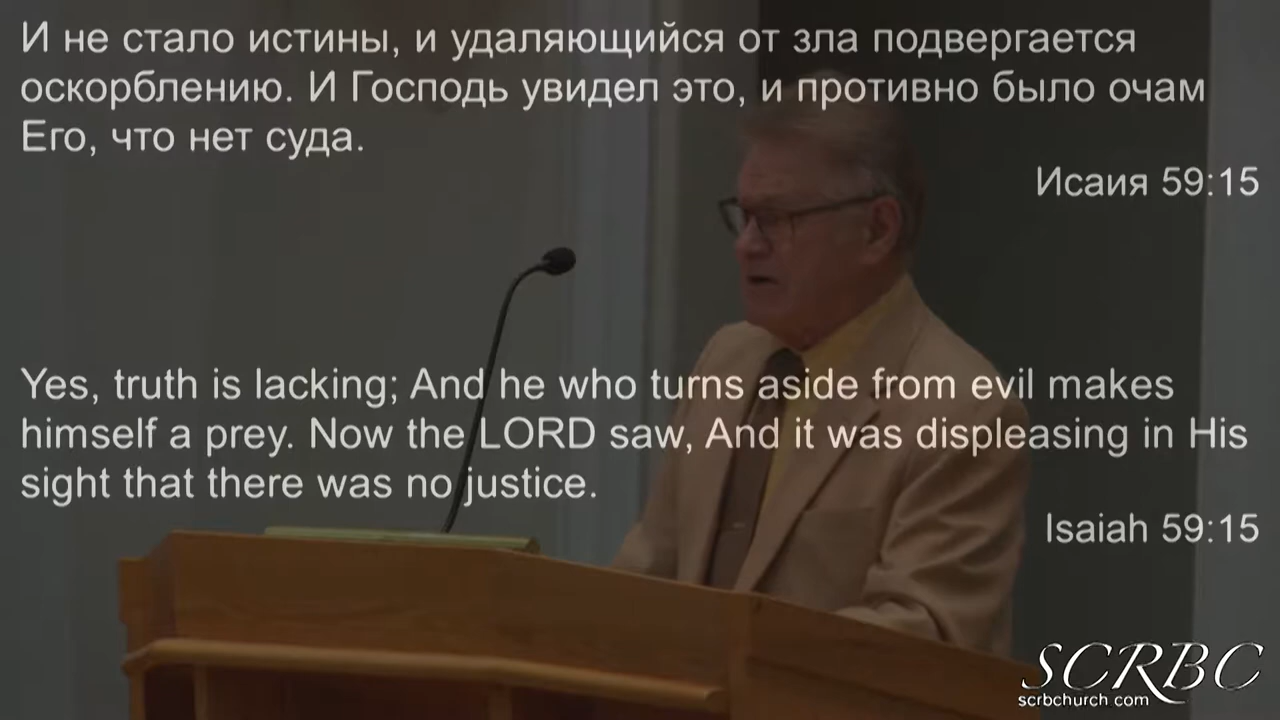 И не стало истины, и удаляющийся от зла подвергается
оскорблению. И Господь увидел это, и противно было очам
Его, что нет суда.
Исаия 59:15
Yes, truth is lacking; And he who turns aside from evil makes
himself a prey. Now the LORD saw, And it was displeasing in His
sight that there was no justice.
Isaiah 59:15
SCRBC
scrbchurch.com